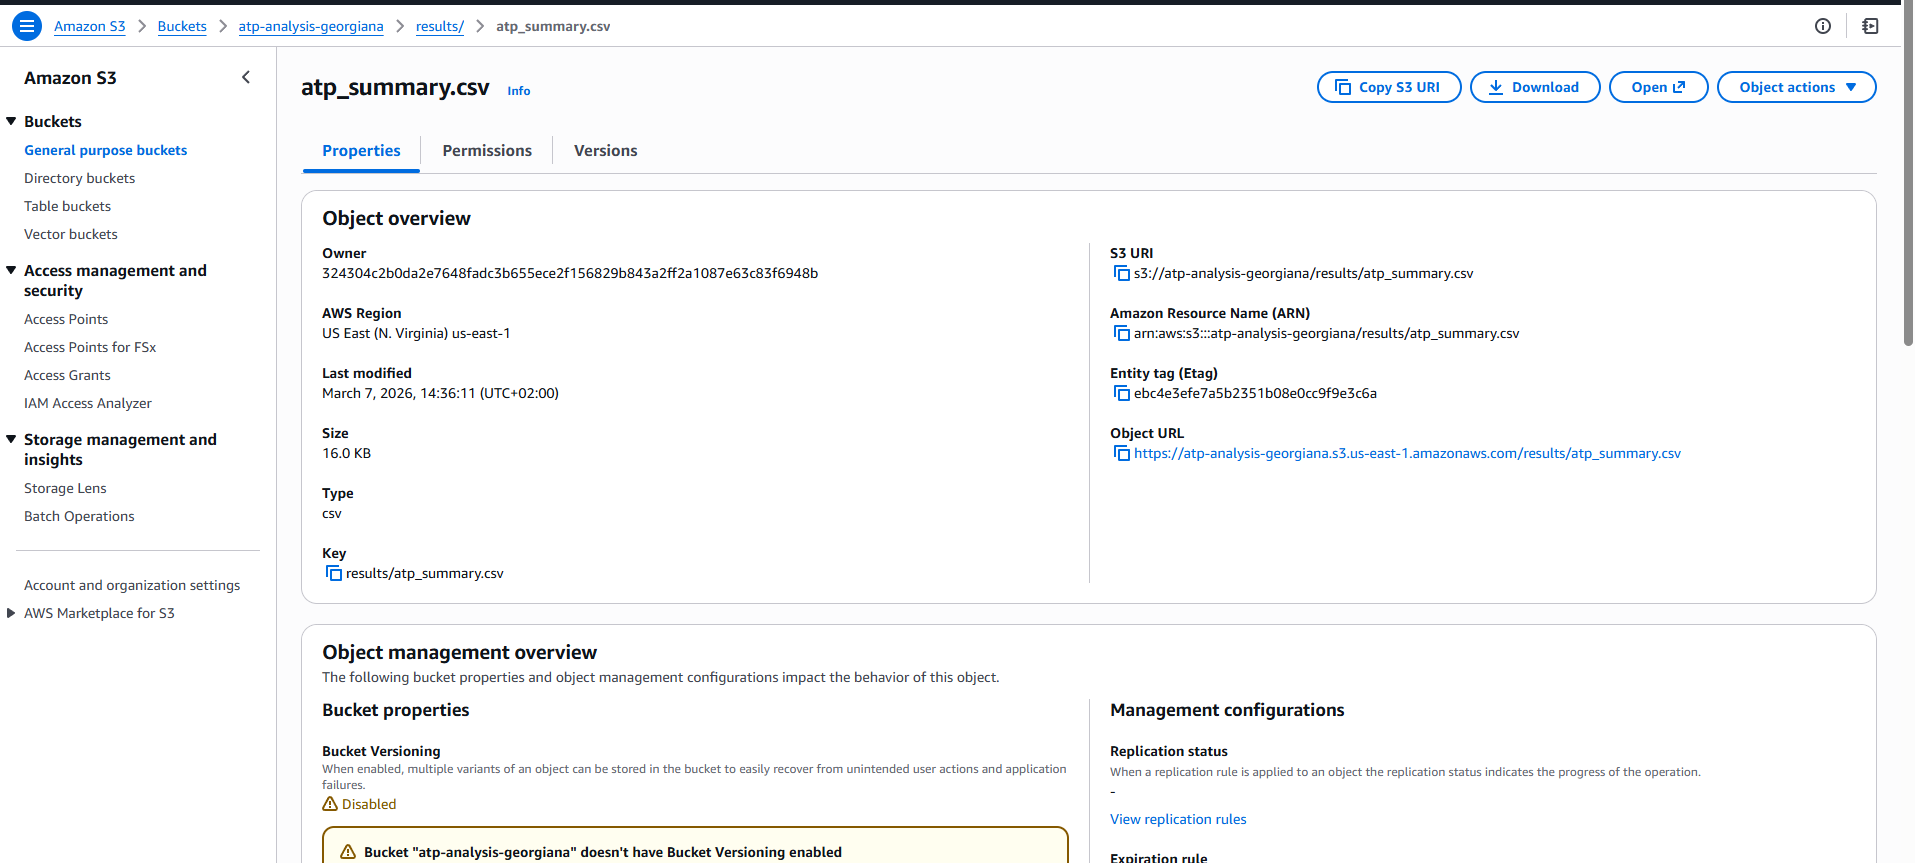 Amazon S3 > Buckets > atp-analysis-georgiana > results/ > atp_summary.csv
Amazon S3
Buckets
General purpose buckets
Directory buckets
Table buckets
Vector buckets
Access management and
security
Access Points
Access Points for FSx
Access Grants
IAM Access Analyzer
Storage management and
insights
Storage Lens
Batch Operations
Account and organization settings
AWS Marketplace for S3
atp_summary.csv Info
Copy S3 URI
Download
Open
Object actions
Properties
Permissions
Versions
Object overview
Owner
324304c2b0da2e7648fadc3b655ece2f156829b843a2ff2a1087e63c83f6948b
AWS Region
US East (N. Virginia) us-east-1
Last modified
March 7, 2026, 14:36:11 (UTC+02:00)
Size
16.0 KB
Type
csv
Key
results/atp_summary.csv
S3 URI
s3://atp-analysis-georgiana/results/atp_summary.csv
Amazon Resource Name (ARN)
arn:aws:s3:::atp-analysis-georgiana/results/atp_summary.csv
Entity tag (Etag)
ebc4e3efe7a5b2351b08e0cc9f9e3c6a
Object URL
https://atp-analysis-georgiana.s3.us-east-1.amazonaws.com/results/atp_summary.csv
Object management overview
The following bucket properties and object management configurations impact the behavior of this object.
Bucket properties
Bucket Versioning
When enabled, multiple variants of an object can be stored in the bucket to easily recover from unintended user actions and application
failures.
Disabled
Bucket "atp-analysis-georgiana" doesn't have Bucket Versioning enabled
Management configurations
Replication status
When a replication rule is applied to an object the replication status indicates the progress of the operation.
-
View replication rules
Expiration rule